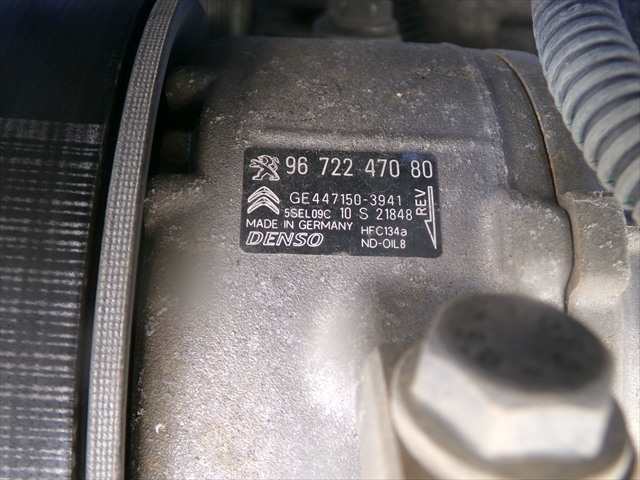 96 722 470 80
GE447150-3941
5SEL09C 10 S 21848
MADE IN GERMANY HFC134a
DENSO ND-OIL8
REV